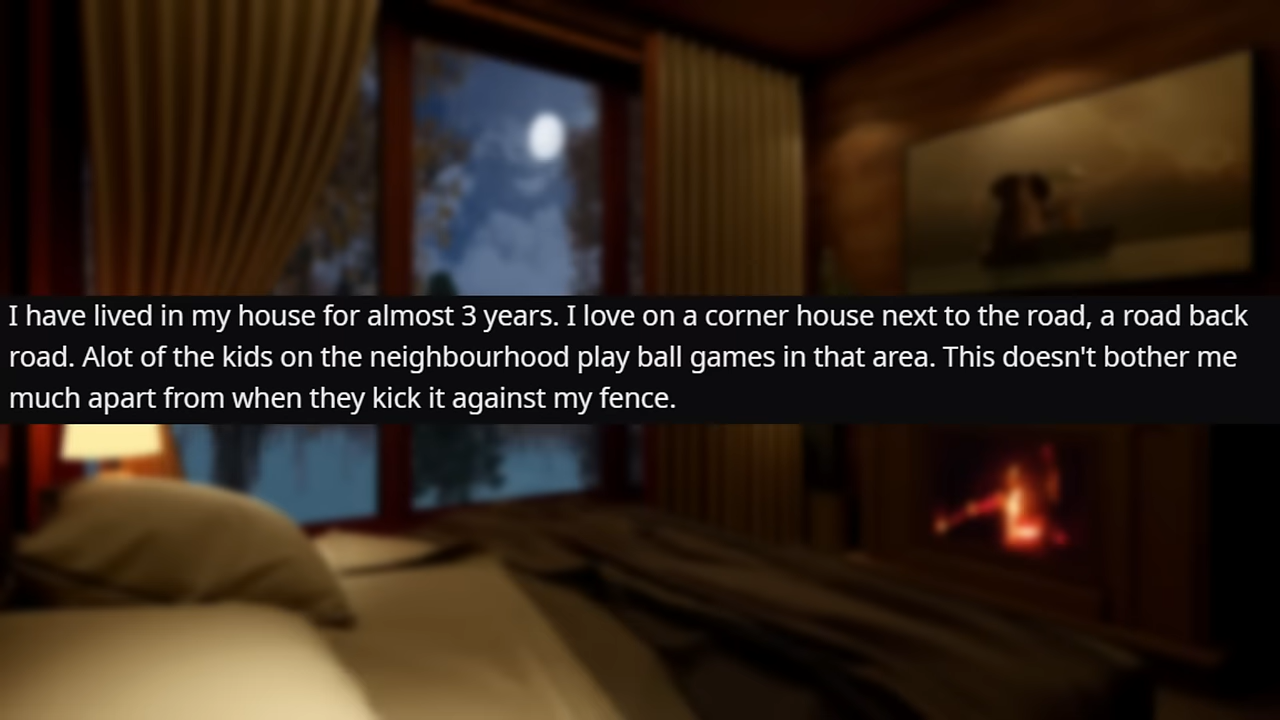 I have lived in my house for almost 3 years. I love on a corner house next to the road, a road back
road. Alot of the kids on the neighbourhood play ball games in that area. This doesn't bother me
much apart from when they kick it against my fence.